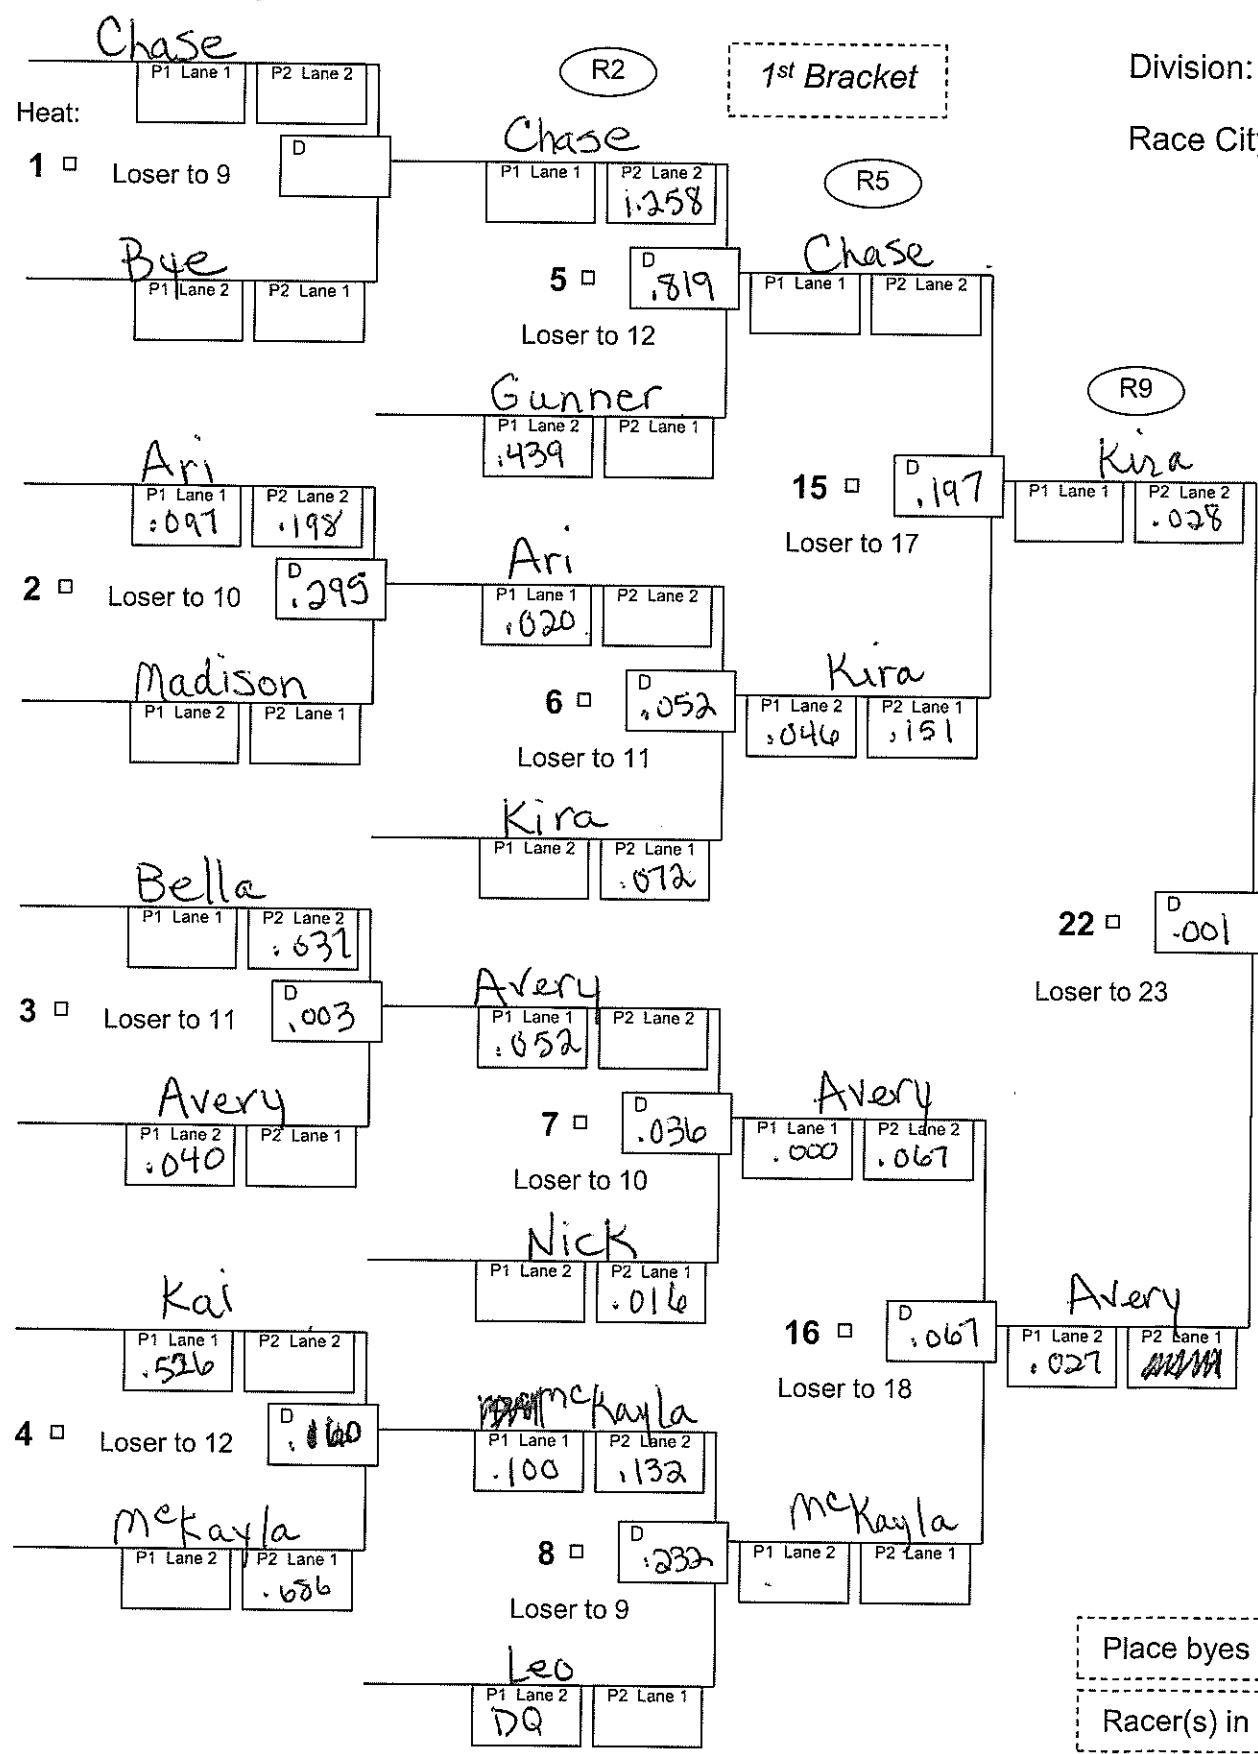 Chase
P1 Lane 1 P2 Lane 2
Heat:
1 Loser to 9 D
Bye
P1 Lane 2 P2 Lane 1
Ari
P1 Lane 1 P2 Lane 2
.097 .198
2 Loser to 10 D .295
Madison
P1 Lane 2 P2 Lane 1
Bella
P1 Lane 1 P2 Lane 2
.037
3 Loser to 11 D .003
Avery
P1 Lane 2 P2 Lane 1
.040
Kai
P1 Lane 1 P2 Lane 2
.526
4 Loser to 12 D .160
McKayla
P1 Lane 2 P2 Lane 1
.686
R2
Chase
P1 Lane 1 P2 Lane 2
1.258
5 D .819
Loser to 12
Gunner
P1 Lane 2 P2 Lane 1
.439
Ari
P1 Lane 1 P2 Lane 2
.020
6 D .052
Loser to 11
Kira
P1 Lane 2 P2 Lane 1
.072
Avery
P1 Lane 1 P2 Lane 2
.052
7 D .036
Loser to 10
Nick
P1 Lane 2 P2 Lane 1
.016
McKayla
P1 Lane 1 P2 Lane 2
.100 .132
8 D .232
Loser to 9
Leo
P1 Lane 2 P2 Lane 1
DQ
1st Bracket
R5
Chase
P1 Lane 1 P2 Lane 2
15 D .197
Loser to 17
Kira
P1 Lane 2 P2 Lane 1
.046 .151
Avery
P1 Lane 1 P2 Lane 2
.000 .067
16 D .067
Loser to 18
McKayla
P1 Lane 2 P2 Lane 1
Division:
Race City
R9
Kira
P1 Lane 1 P2 Lane 2
.028
22 D .001
Loser to 23
Avery
P1 Lane 2 P2 Lane 1
.027
Place byes
Racer(s) in